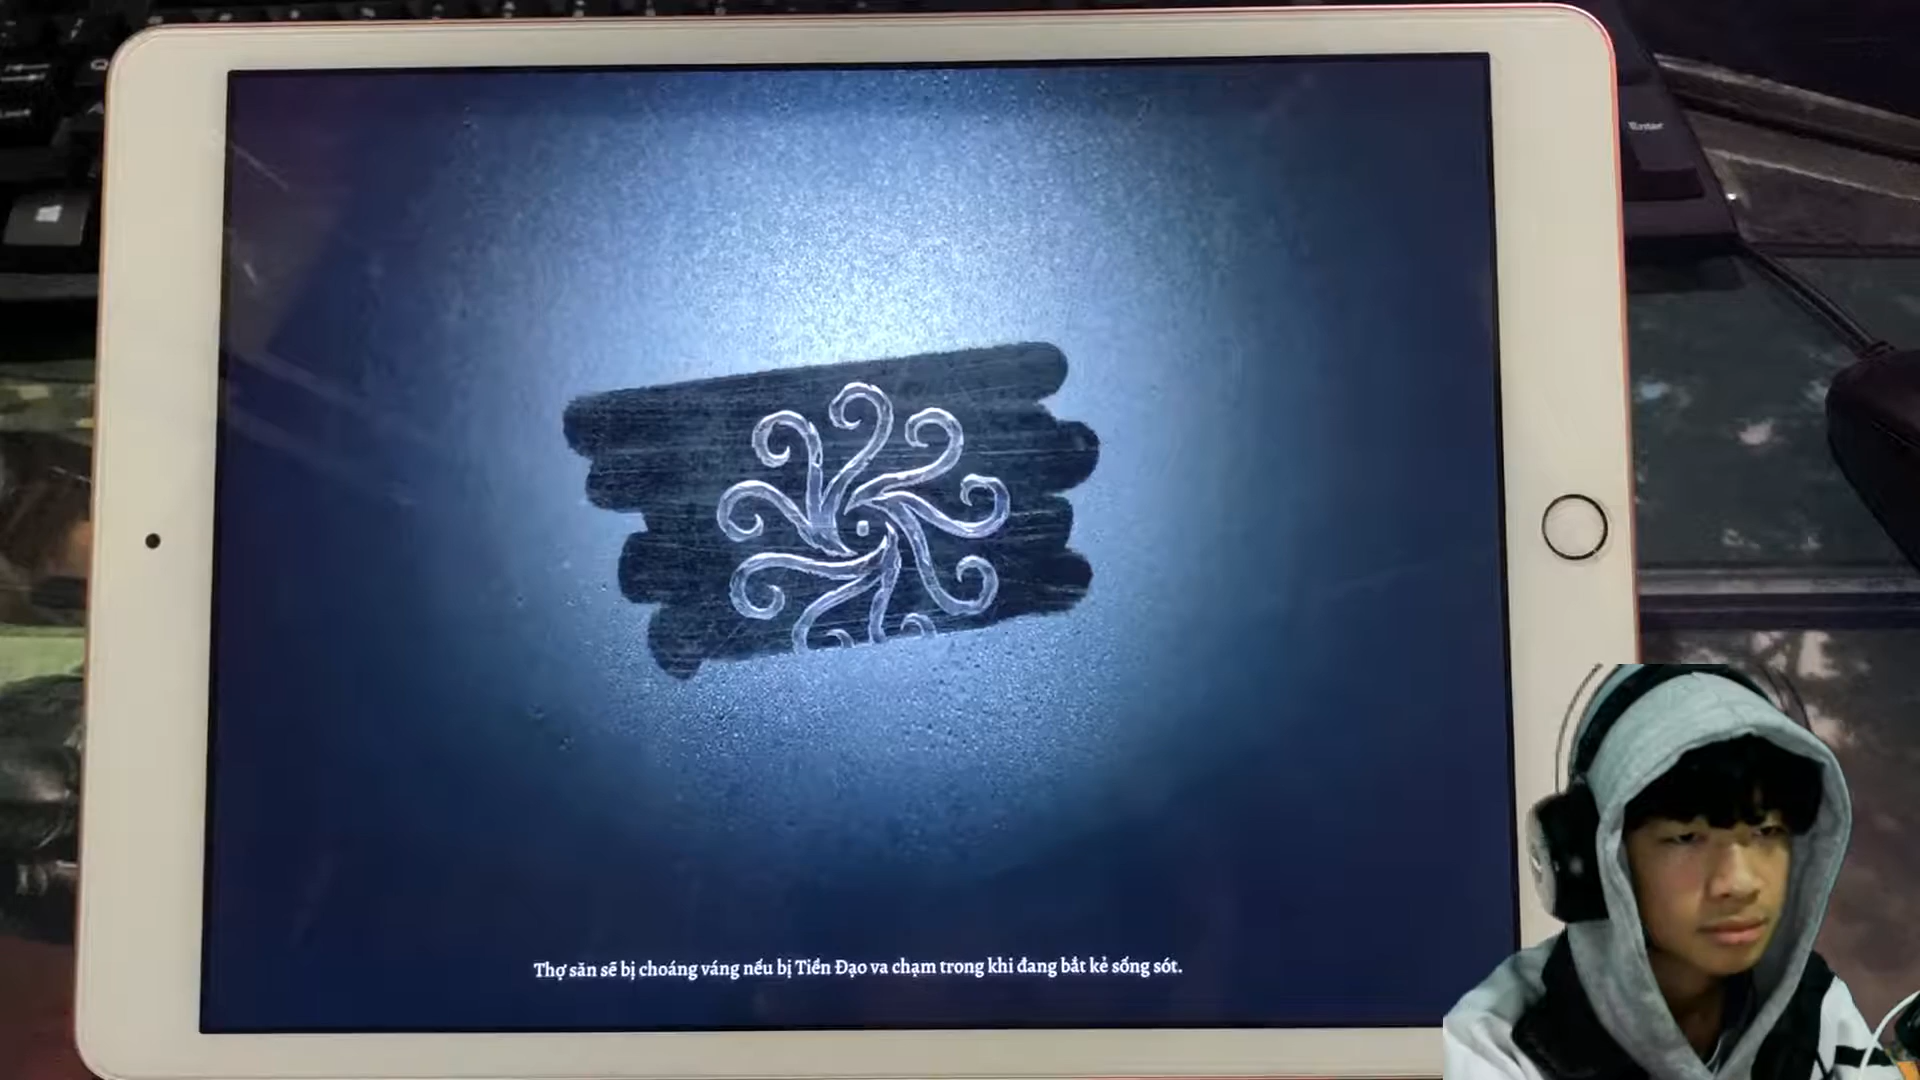 Enter
Thợ săn sẽ bị choáng váng nếu bị Tiền Đạo va chạm trong khi đang bắt kẻ sống sót.